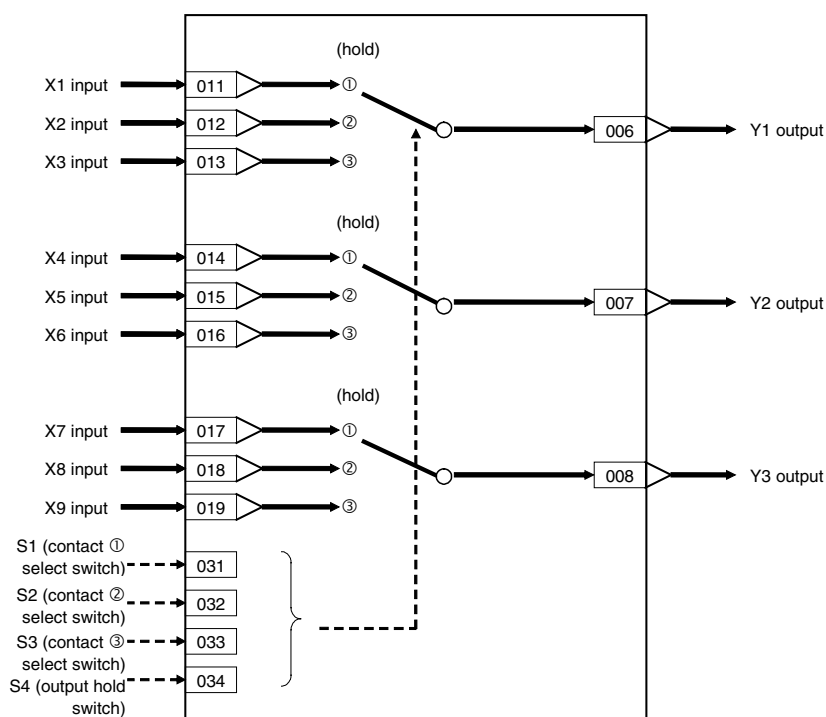 (hold)
X1 input 011 ①
X2 input 012 ②
006 Y1 output
X3 input 013 ③
(hold)
X4 input 014 ①
X5 input 015 ②
007 Y2 output
X6 input 016 ③
(hold)
X7 input 017 ①
X8 input 018 ②
008 Y3 output
X9 input 019 ③
S1 (contact ①
select switch) 031
S2 (contact ②
select switch) 032
S3 (contact ③
select switch) 033
S4 (output hold
switch) 034